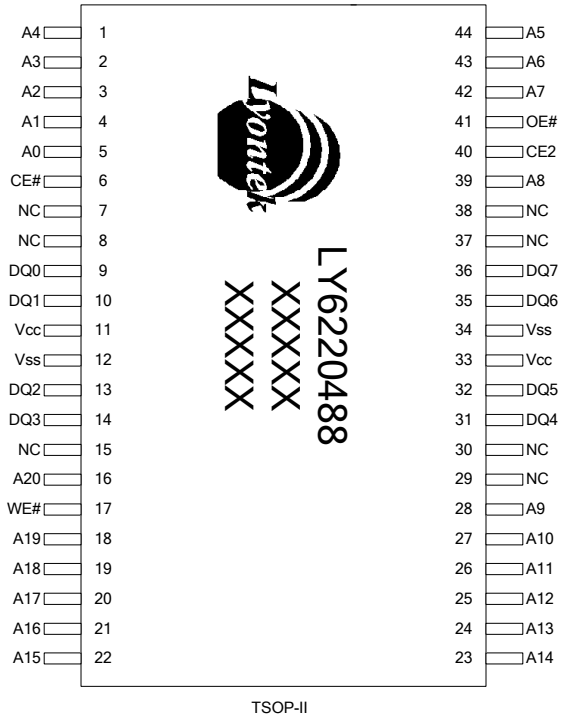 A4 1 44 A5
A3 2 43 A6
A2 3 42 A7
A1 4 41 OE#
A0 5 40 CE2
CE# 6 39 A8
NC 7 38 NC
NC 8 37 NC
DQ0 9 36 DQ7
DQ1 10 35 DQ6
Vcc 11 34 Vss
Vss 12 33 Vcc
DQ2 13 32 DQ5
DQ3 14 31 DQ4
NC 15 30 NC
A20 16 29 NC
WE# 17 28 A9
A19 18 27 A10
A18 19 26 A11
A17 20 25 A12
A16 21 24 A13
A15 22 23 A14
Lyontek
LY6220488
XXXXX
XXXXX
TSOP-II